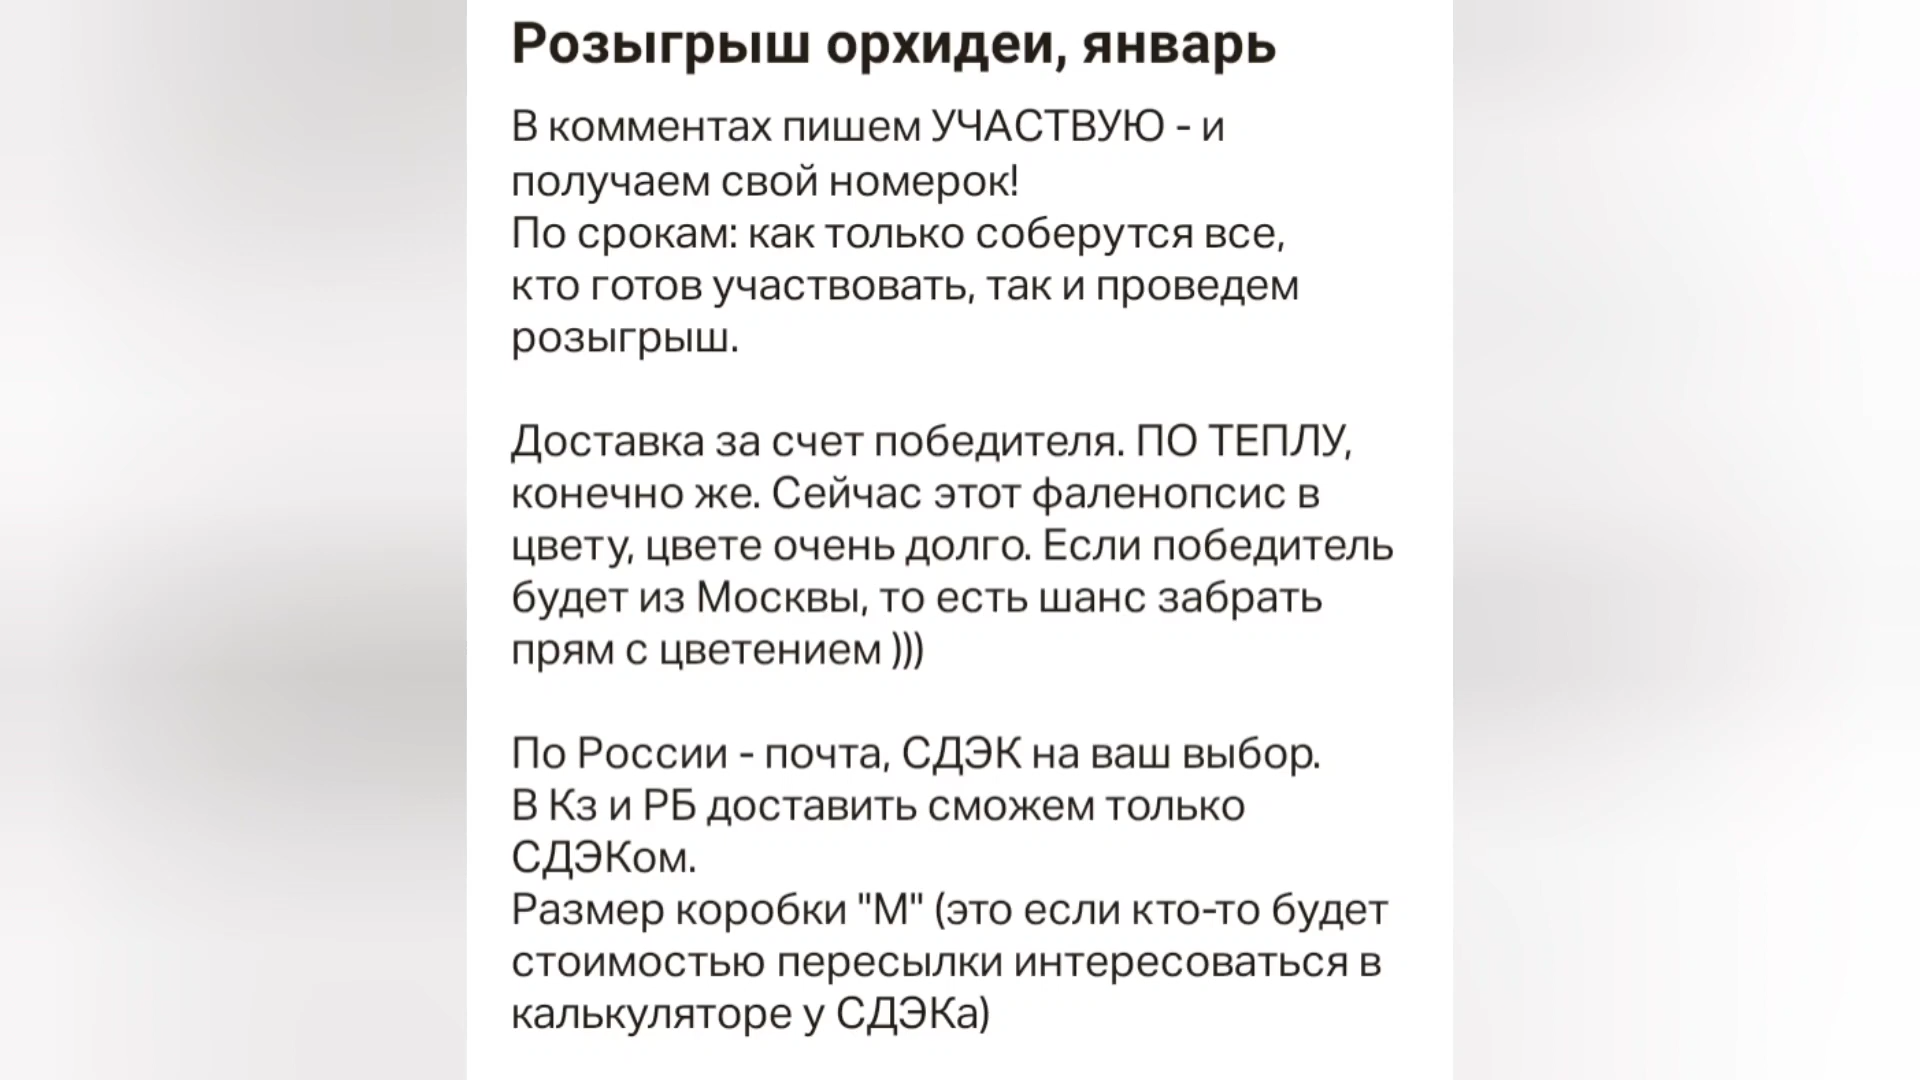 Розыгрыш орхидеи, январь
В комментах пишем УЧАСТВУЮ - и
получаем свой номерок!
По срокам: как только соберутся все,
кто готов участвовать, так и проведем
розыгрыш.
Доставка за счет победителя. ПО ТЕПЛУ,
конечно же. Сейчас этот фаленопсис в
цвету, цвете очень долго. Если победитель
будет из Москвы, то есть шанс забрать
прям с цветением )))
По России - почта, СДЭК на ваш выбор.
В Кз и РБ доставить сможем только
СДЭКом.
Размер коробки "М" (это если кто-то будет
стоимостью пересылки интересоваться в
калькуляторе у СДЭКа)